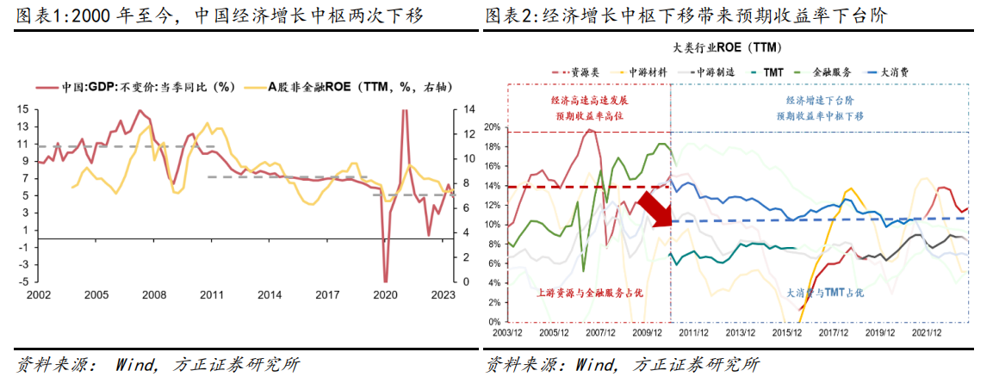 图表1:2000 年至今，中国经济增长中枢两次下移
中国:GDP:不变价:当季同比（%）
A股非金融ROE（TTM，%，右轴）
15
13
11
9
7
5
3
1
-1
-3
-5
14
12
10
8
6
4
2
0
2002
2005
2008
2011
2014
2017
2020
2023
资料来源： Wind，方正证券研究所
图表2:经济增长中枢下移带来预期收益率下台阶
大类行业ROE（TTM）
资源类
中游材料
中游制造
TMT
金融服务
大消费
经济高速高速发展
预期收益率高位
经济增速下台阶
预期收益率中枢下移
20%
18%
16%
14%
12%
10%
8%
6%
4%
2%
0%
上游资源与金融服务占优
大消费与TMT占优
2003/12
2005/12
2007/12
2009/12
2011/12
2013/12
2015/12
2017/12
2019/12
2021/12
资料来源:Wind，方正证券研究所